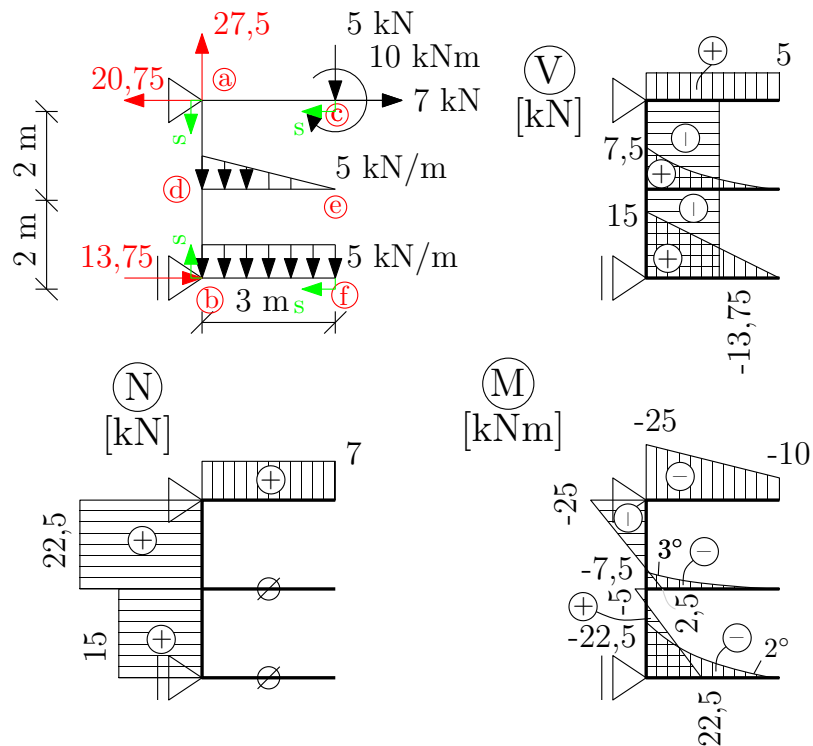 27,5
5 kN
10 kNm
7 kN
20,75
a
c
s
s
2 m
2 m
d
e
5 kN/m
s
13,75
b
f
5 kN/m
3 m
s
V
[kN]
+
5
7,5
−
+
15
−
+
-13,75
N
[kN]
7
+
22,5
+
15
+
M
[kNm]
-25
-10
−
-25
−
3°
−
-7,5
-5
2,5
+
-22,5
−
2°
22,5